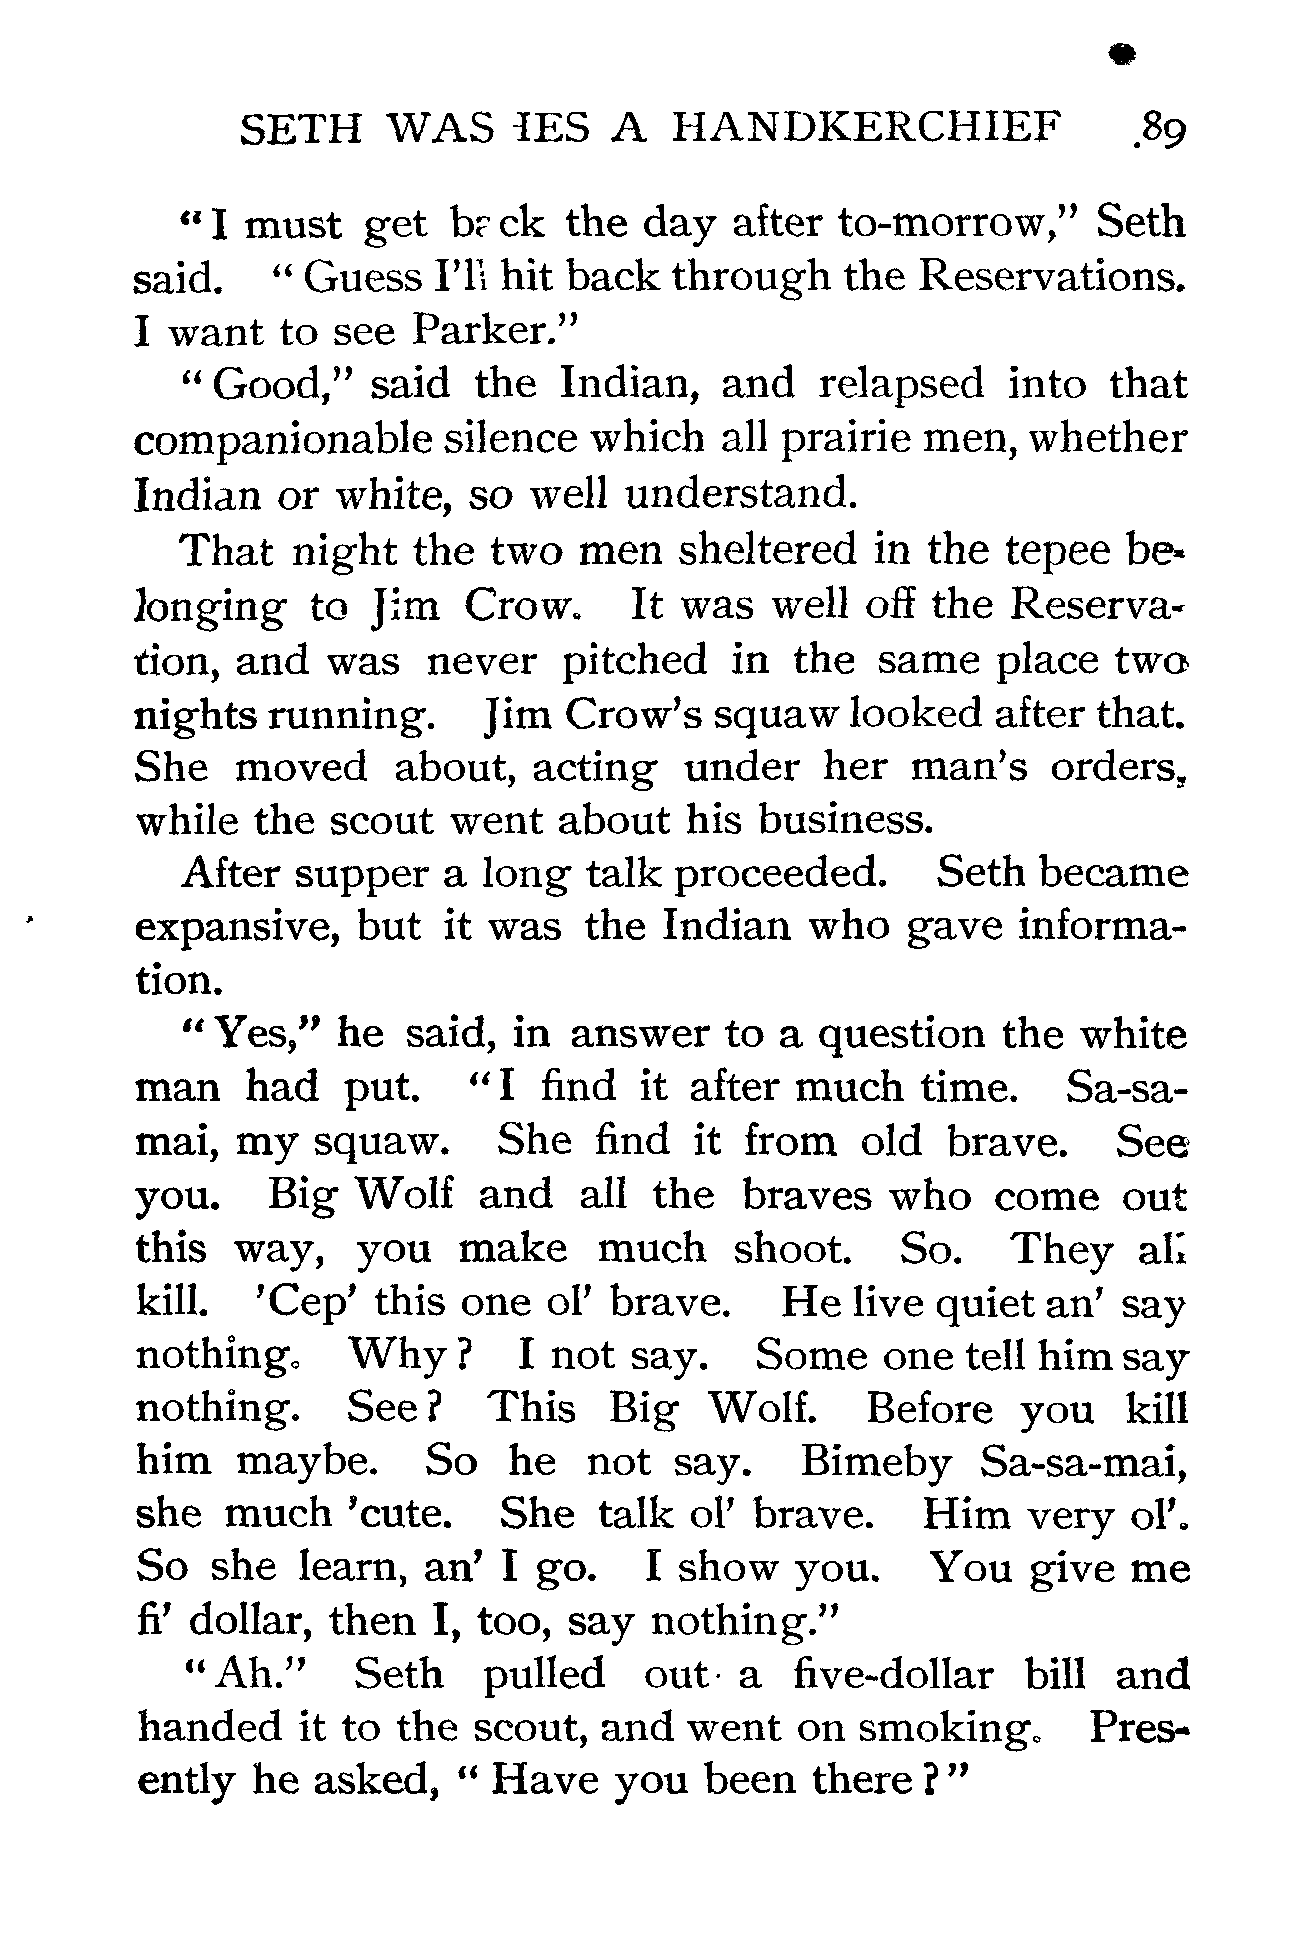 SETH WASHES A HANDKERCHIEF 89
"I must get back the day after to-morrow," Seth
said. "Guess I'll hit back through the Reservations.
I want to see Parker."
"Good," said the Indian, and relapsed into that
companionable silence which all prairie men, whether
Indian or white, so well understand.
That night the two men sheltered in the tepee be-
longing to Jim Crow. It was well off the Reserva-
tion, and was never pitched in the same place two
nights running. Jim Crow's squaw looked after that.
She moved about, acting under her man's orders,
while the scout went about his business.
After supper a long talk proceeded. Seth became
expansive, but it was the Indian who gave informa-
tion.
"Yes," he said, in answer to a question the white
man had put. "I find it after much time. Sa-sa-
mai, my squaw. She find it from old brave. See
you. Big Wolf and all the braves who come out
this way, you make much shoot. So. They all
kill. 'Cep' this one ol' brave. He live quiet an' say
nothing. Why? I not say. Some one tell him say
nothing. See? This Big Wolf. Before you kill
him maybe. So he not say. Bimeby Sa-sa-mai,
she much 'cute. She talk ol' brave. Him very ol'.
So she learn, an' I go. I show you. You give me
fi' dollar, then I, too, say nothing."
"Ah." Seth pulled out a five-dollar bill and
handed it to the scout, and went on smoking. Pres-
ently he asked, "Have you been there?"